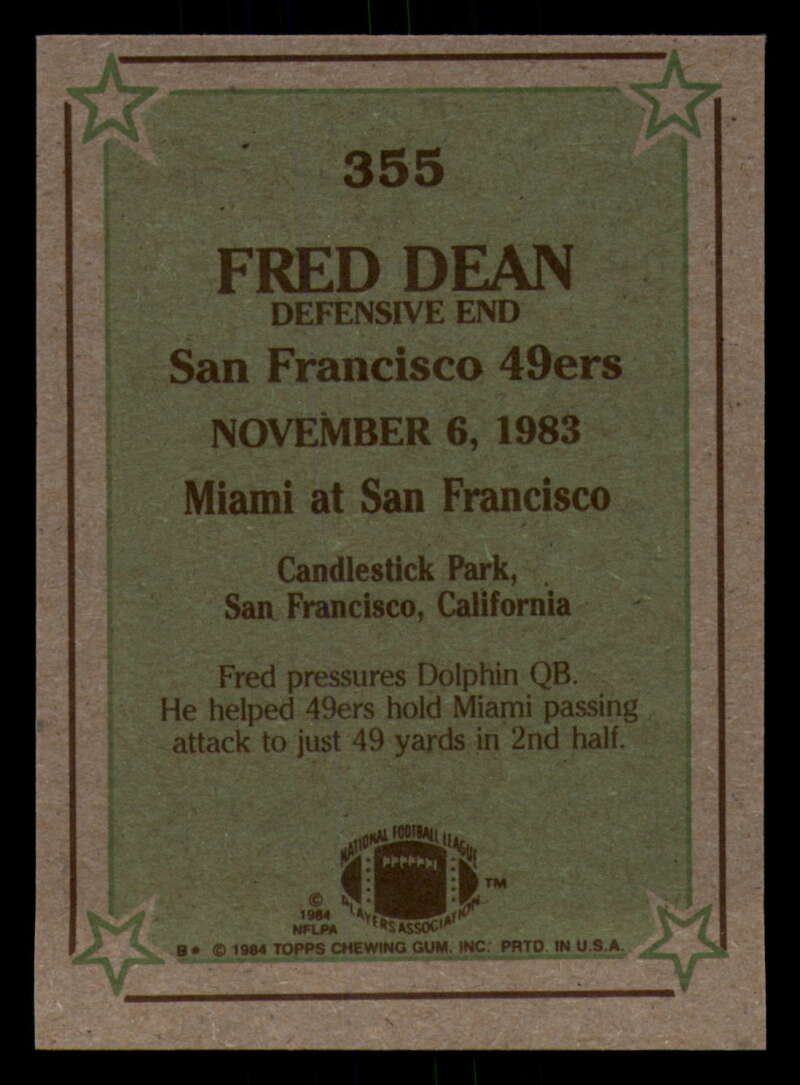 355
FRED DEAN
DEFENSIVE END
San Francisco 49ers
NOVEMBER 6, 1983
Miami at San Francisco
Candlestick Park,
San Francisco, California
Fred pressures Dolphin QB.
He helped 49ers hold Miami passing
attack to just 49 yards in 2nd half.
NATIONAL FOOTBALL LEAGUE
PLAYERS ASSOCIATION
TM
©
1984
NFLPA
B* © 1984 TOPPS CHEWING GUM, INC. PRTD. IN U.S.A.